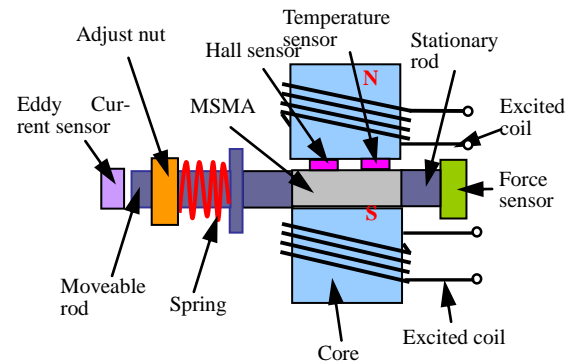 Temperature
sensor
Adjust nut
Hall sensor
Stationary
rod
N
Eddy Cur-
rent sensor
MSMA
Excited
coil
Force
sensor
S
Moveable
rod
Spring
Core
Excited coil